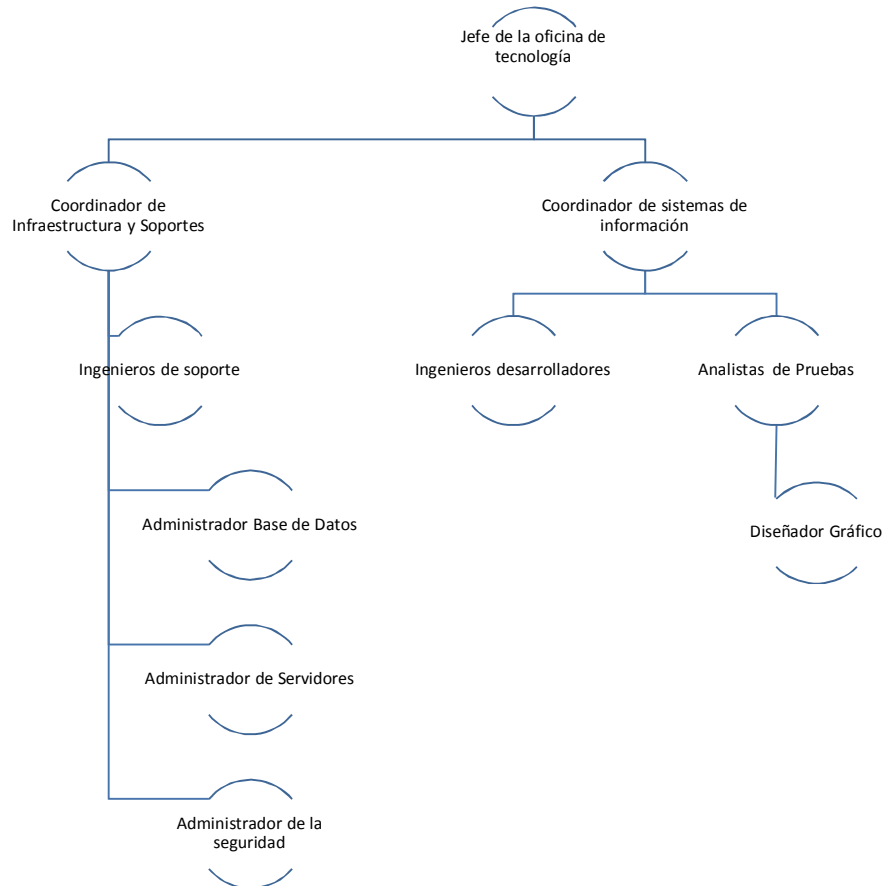 Jefe de la oficina de
tecnología
Coordinador de
Infraestructura y Soportes
Coordinador de sistemas de
información
Ingenieros de soporte
Ingenieros desarrolladores
Analistas de Pruebas
Administrador Base de Datos
Diseñador Gráfico
Administrador de Servidores
Administrador de la
seguridad